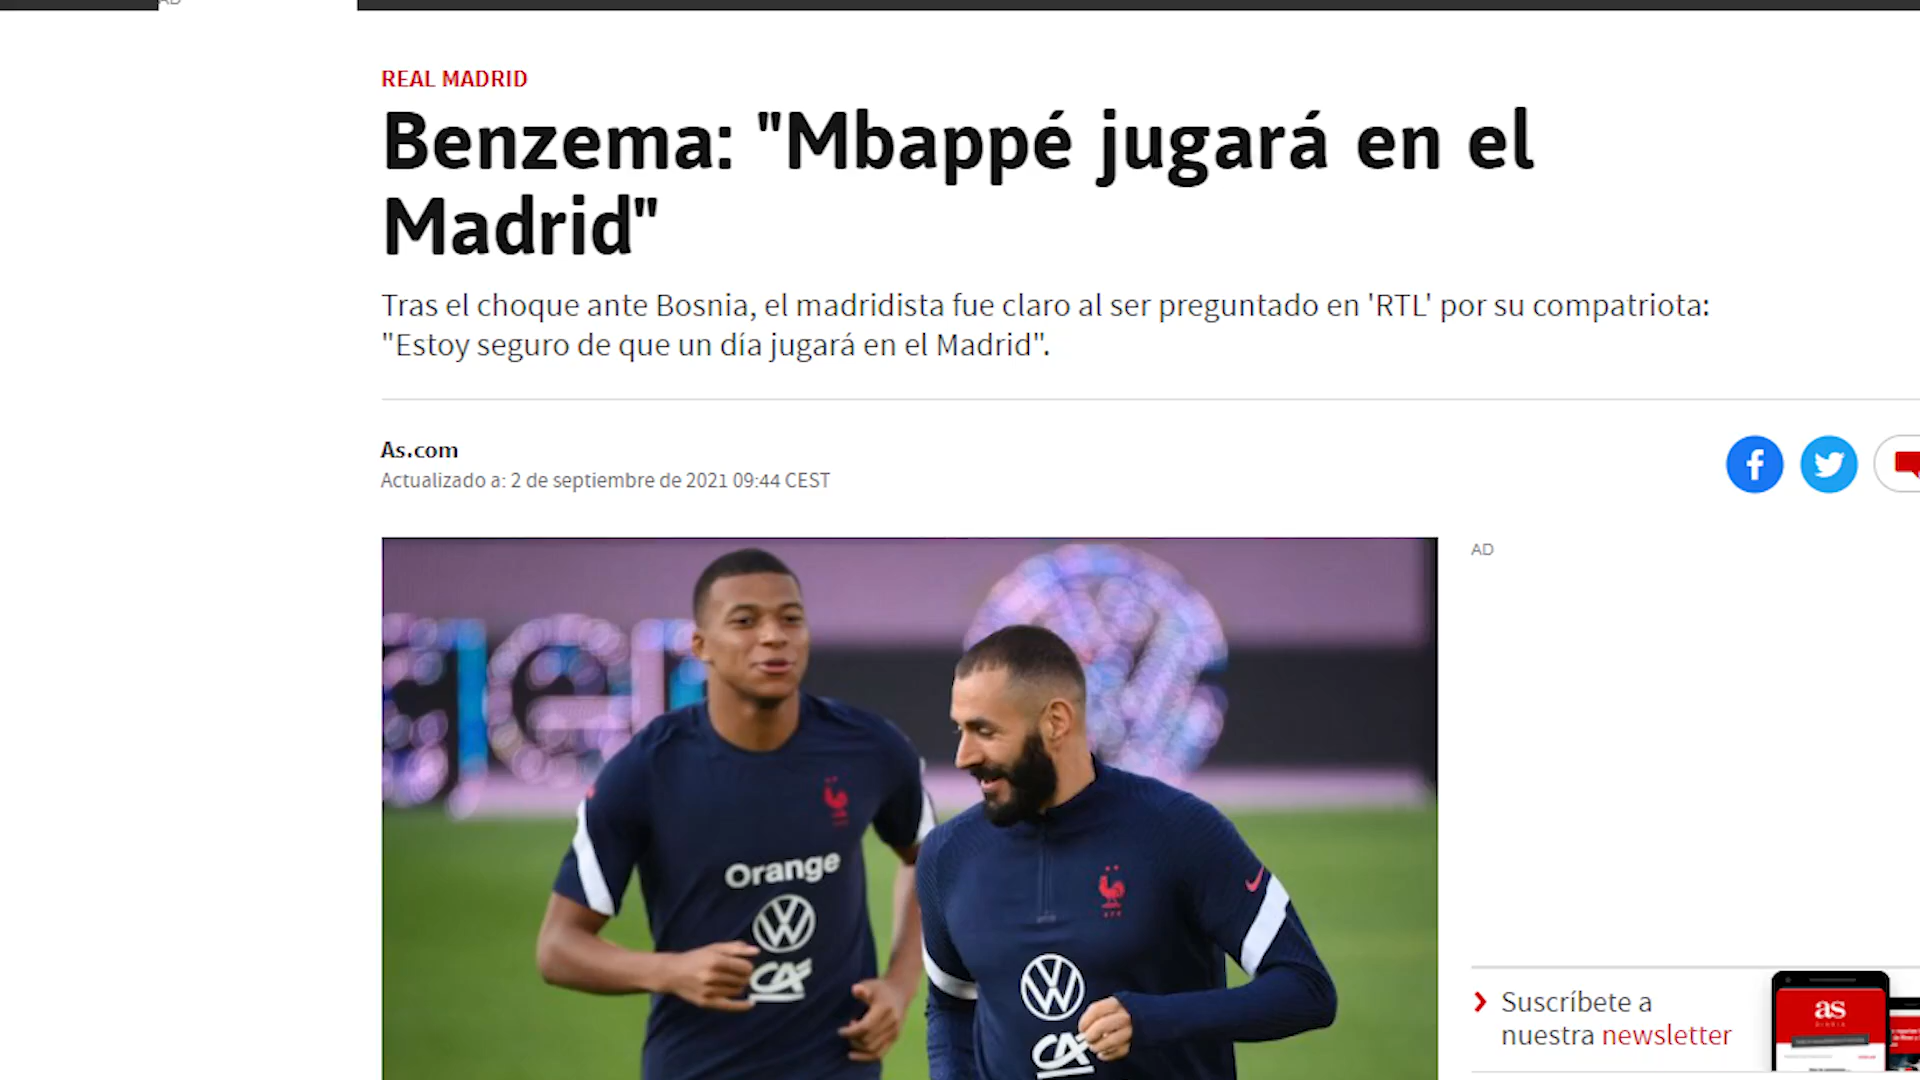 REAL MADRID
Benzema: "Mbappé jugará en el
Madrid"
Tras el choque ante Bosnia, el madridista fue claro al ser preguntado en 'RTL' por su compatriota:
"Estoy seguro de que un día jugará en el Madrid".
As.com
Actualizado a: 2 de septiembre de 2021 09:44 CEST
AD
Orange
CA
CA
Suscríbete a
nuestra newsletter
as